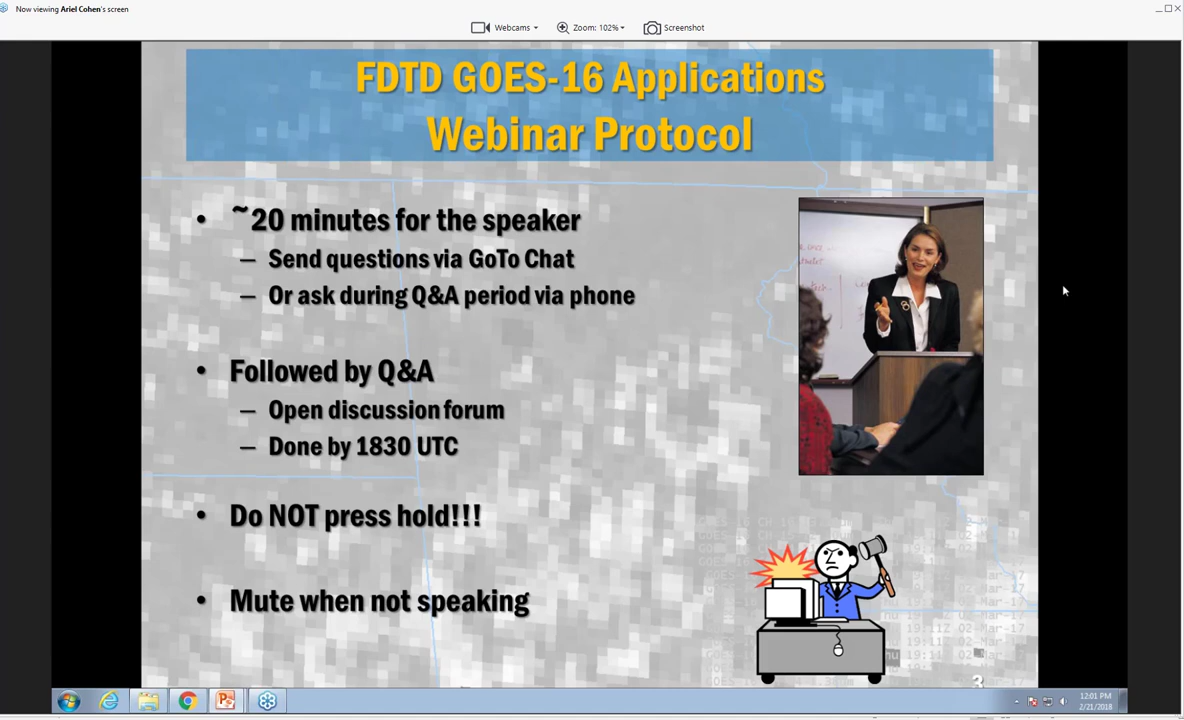 Now viewing Ariel Cohen's screen
Webcams
Zoom: 102%
Screenshot
FDTD GOES-16 Applications
Webinar Protocol
• ~20 minutes for the speaker
– Send questions via GoTo Chat
– Or ask during Q&A period via phone
• Followed by Q&A
– Open discussion forum
– Done by 1830 UTC
• Do NOT press hold!!!
• Mute when not speaking
3
12:01 PM
2/21/2018